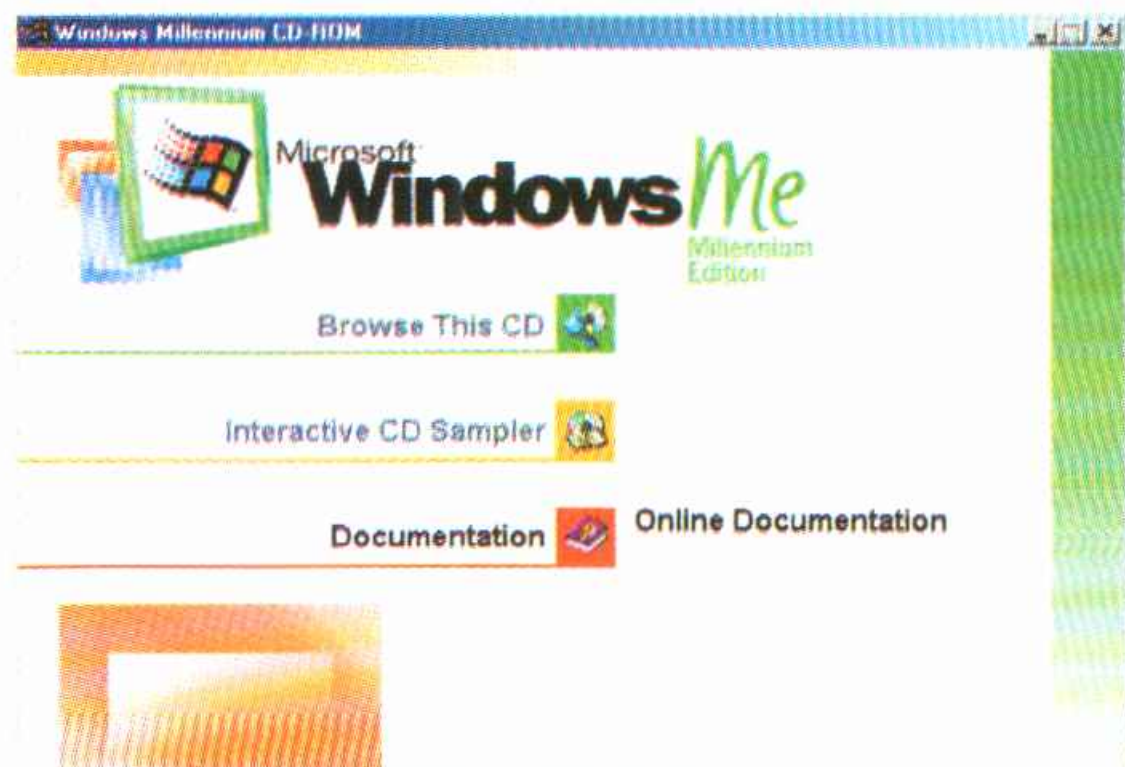 Windows Millennium CD-ROM
Microsoft
Windows Me
Millennium
Edition
Browse This CD
Interactive CD Sampler
Documentation
Online Documentation